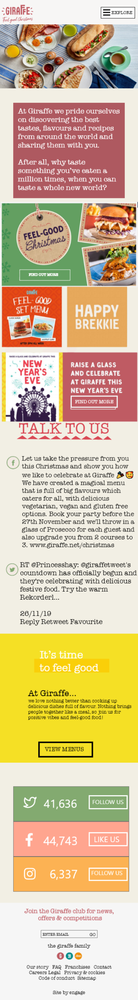 GIRAFFE
Feel good Christmas
EXPLORE
At Giraffe we pride ourselves
on discovering the best
tastes, flavours and recipes
from around the world and
sharing them with you.
After all, why taste
something you've eaten a
million times, when you can
taste a whole new world?
FEEL-GOOD
Christmas
FIND OUT MORE
GIRAFFE
FEEL-GOOD
SET MENU
CLASSIC BURGER
JACKFRUIT CURRY
AFTER 5PM ALL WEEK
HAPPY
BREKKIE
RAISE A GLASS AND CELEBRATE AT GIRAFFE THIS
NEW
YEAR'S
EVE
RAISE A GLASS
AND CELEBRATE
AT GIRAFFE THIS
NEW YEAR'S EVE
FIND OUT MORE
TALK TO US
Let us take the pressure from you
this Christmas and show you how
we like to celebrate at Giraffe 🎉🥰
We have created a magical menu
that is full of big flavours which
caters for all, with delicious
vegetarian, vegan and gluten free
options. Book your party before the
27th November and we'll throw in a
glass of Prosecco for each guest and
also upgrade you from 2 courses to
3. www.giraffe.net/christmas
RT @Princesshay: @giraffetweet's
countdown has officially begun and
they're celebrating with delicious
festive food. Try the warm
Rekorderl...
26/11/19
Reply Retweet Favourite
It's time
to feel good
At Giraffe...
we love nothing better than cooking up
delicious dishes full of flavour. Nothing brings
people together like a meal, so join us for
positive vibes and feel-good food!
VIEW MENUS
41,636 FOLLOW US
44,743 LIKE US
6,337 FOLLOW US
Join the Giraffe club for news,
offers & competitions
ENTER EMAIL GO
the giraffe family
G B
Our story FAQ Franchises Contact
Careers Legal Privacy & cookies
Code of conduct Sitemap
Site by engage